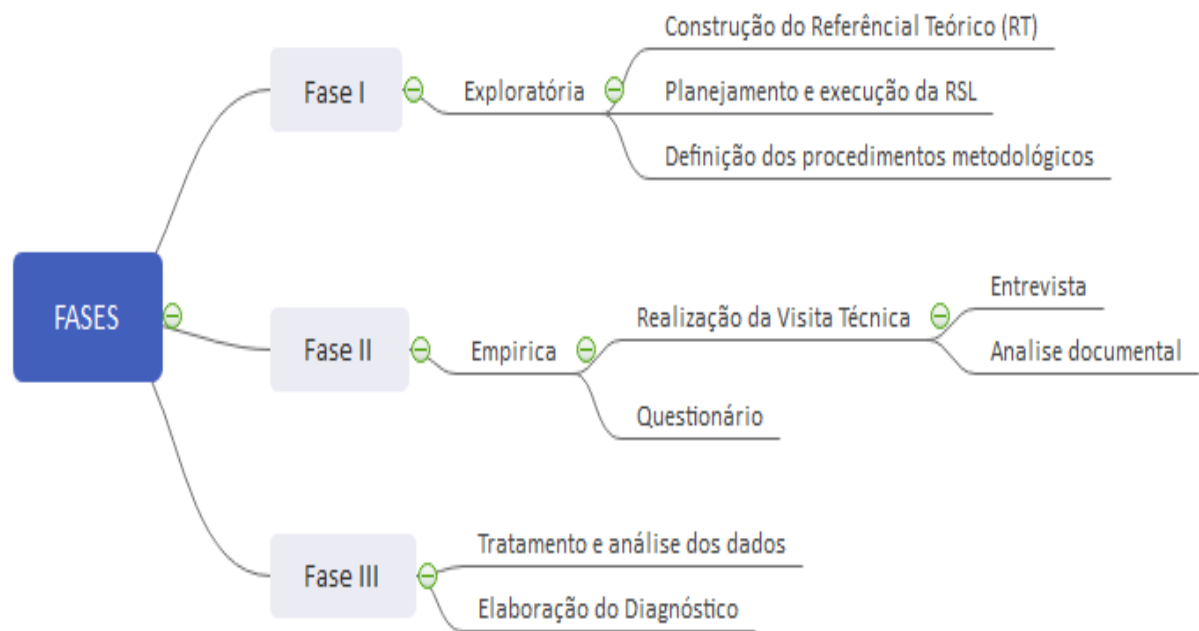 FASES
Fase I
Exploratória
Construção do Referêncial Teórico (RT)
Planejamento e execução da RSL
Definição dos procedimentos metodológicos
Fase II
Empirica
Realização da Visita Técnica
Entrevista
Analise documental
Questionário
Fase III
Tratamento e análise dos dados
Elaboração do Diagnóstico